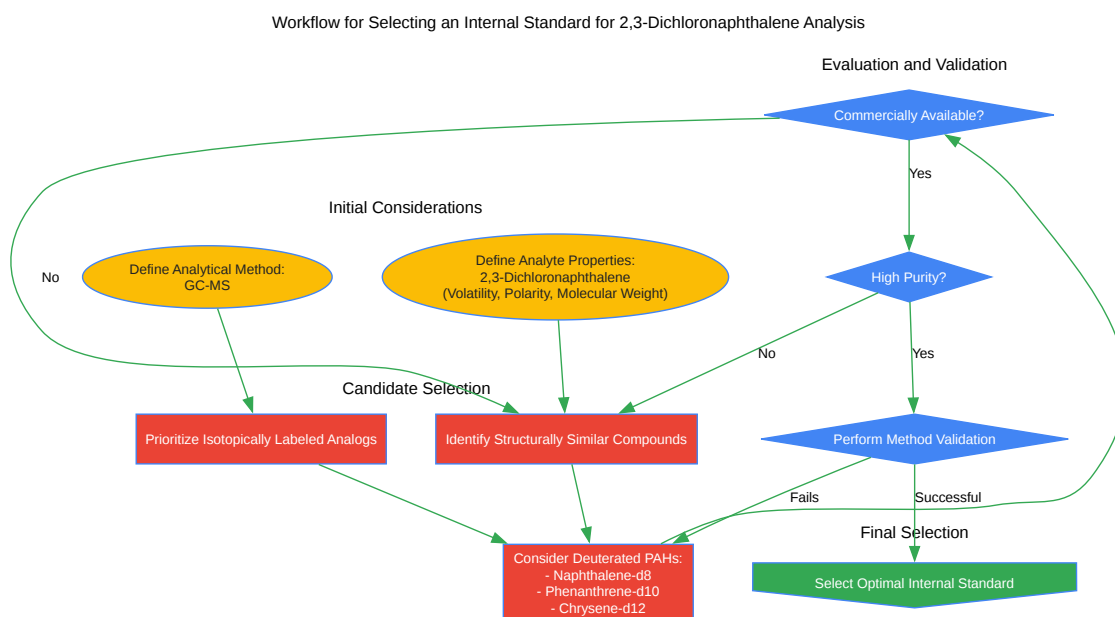 Workflow for Selecting an Internal Standard for 2,3-Dichloronaphthalene Analysis
Evaluation and Validation
Commercially Available?
Yes
Initial Considerations
Define Analytical Method:
GC-MS
Define Analyte Properties:
2,3-Dichloronaphthalene
(Volatility, Polarity, Molecular Weight)
No
High Purity?
No
Yes
Candidate Selection
Prioritize Isotopically Labeled Analogs
Identify Structurally Similar Compounds
Perform Method Validation
Fails
Successful
Final Selection
Consider Deuterated PAHs:
- Naphthalene-d8
- Phenanthrene-d10
- Chrysene-d12
Select Optimal Internal Standard